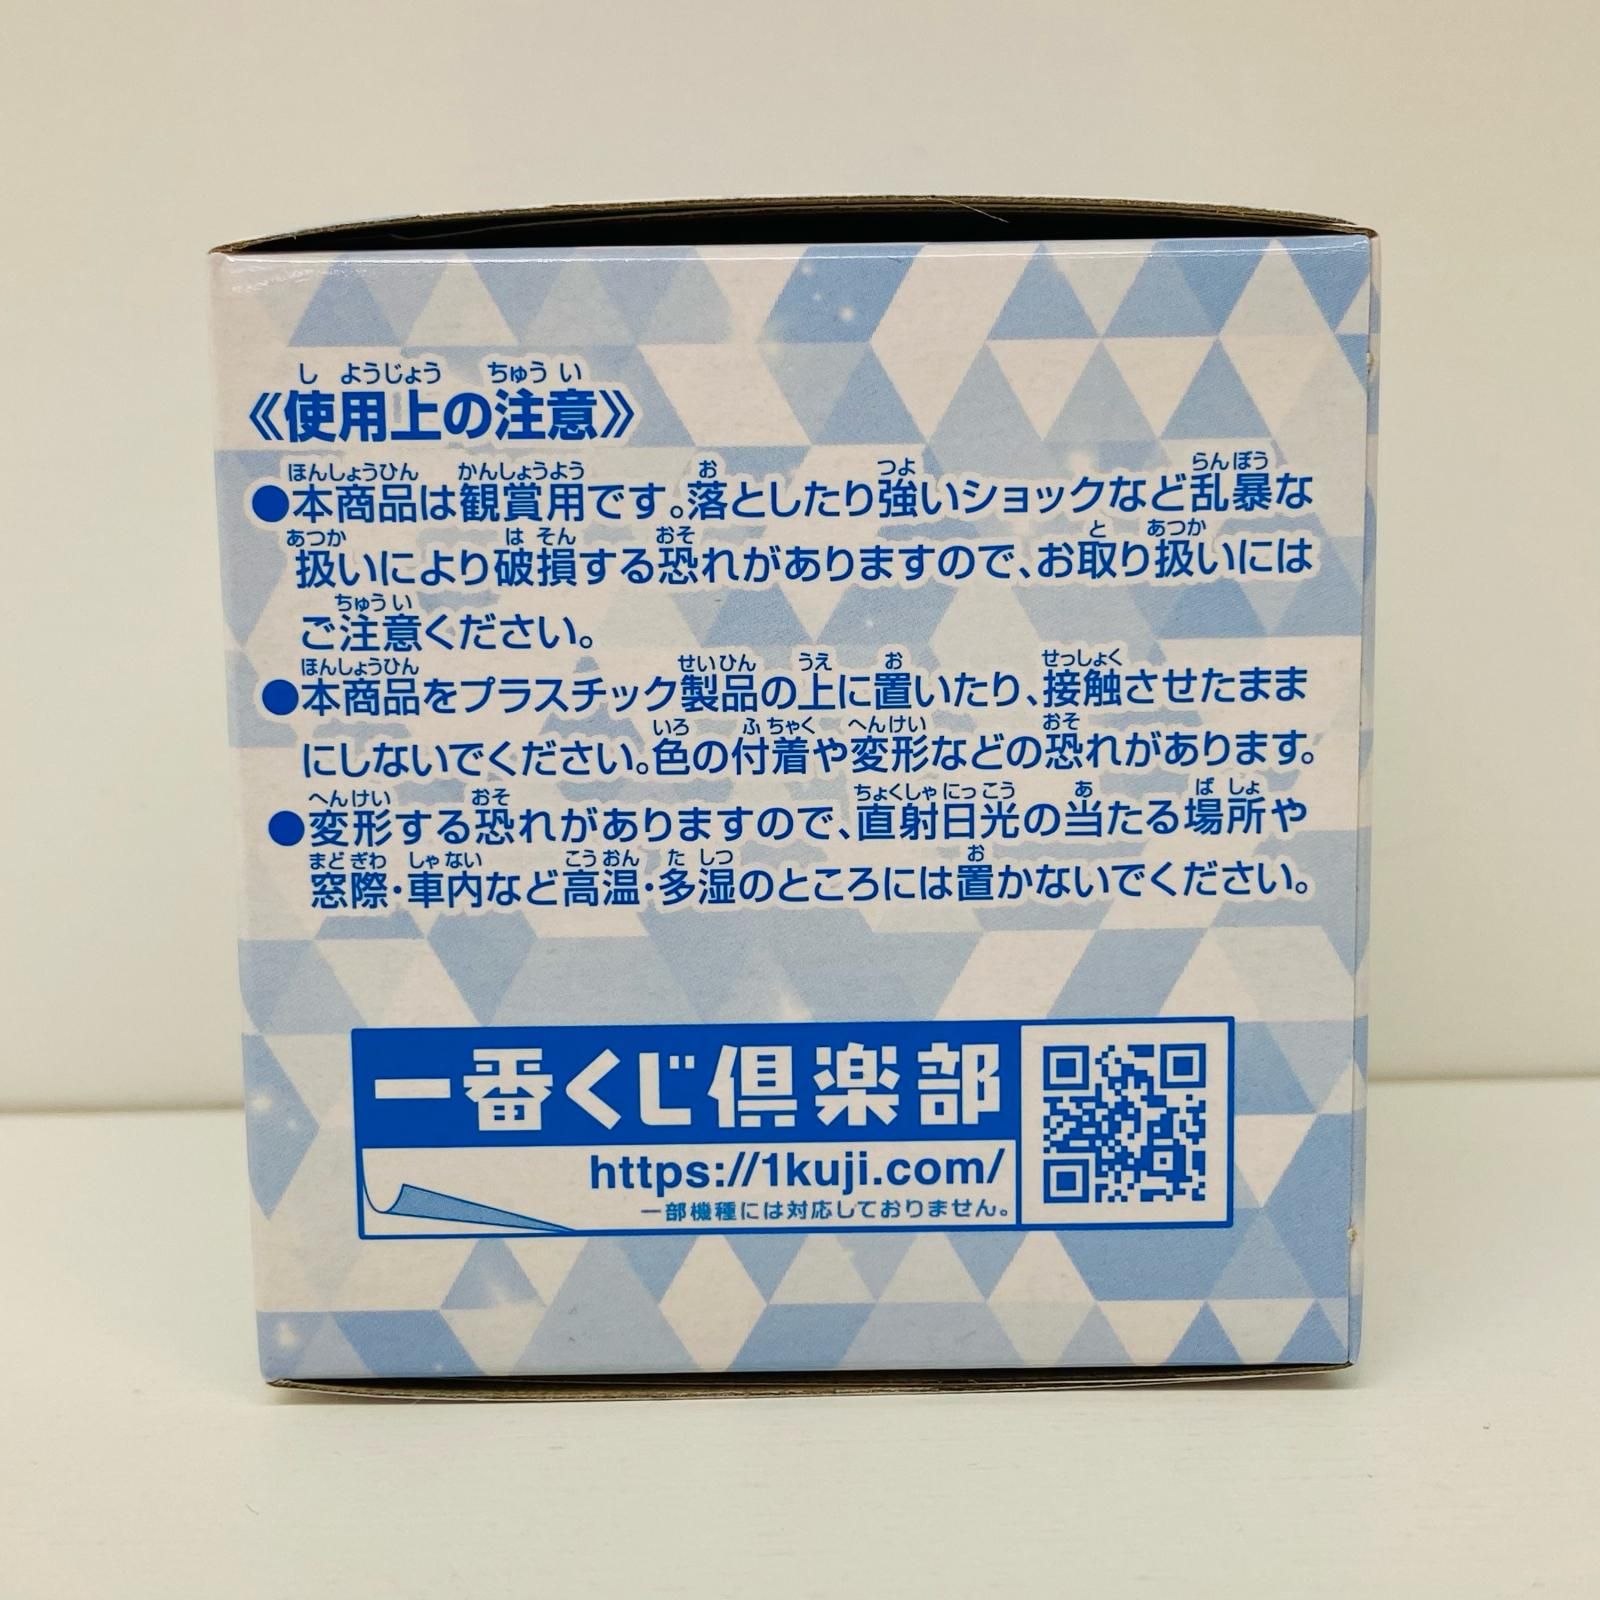 《使用上の注意》
●本商品は観賞用です。落としたり強いショックなど乱暴な
扱いにより破損する恐れがありますので、お取り扱いには
ご注意ください。
●本商品をプラスチック製品の上に置いたり、接触させたまま
にしないでください。色の付着や変形などの恐れがあります。
●変形する恐れがありますので、直射日光の当たる場所や
窓際・車内など高温・多湿のところには置かないでください。
一番くじ倶楽部
https://1kuji.com/
一部機種には対応しておりません。